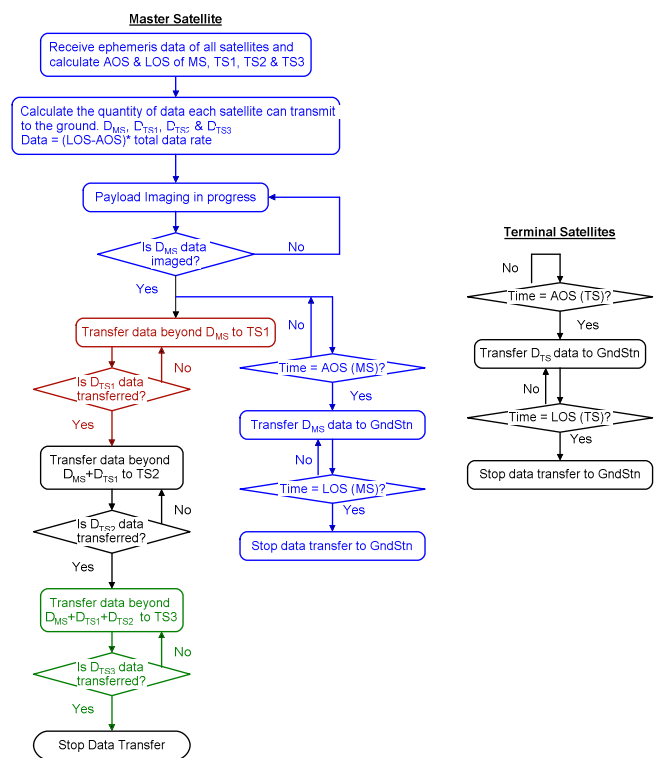 Master Satellite
Receive ephemeris data of all satellites and
calculate AOS & LOS of MS, TS1, TS2 & TS3
Calculate the quantity of data each satellite can transmit
to the ground. DMS, DTS1, DTS2 & DTS3
Data = (LOS-AOS)* total data rate
Payload Imaging in progress
Is DMS data
imaged?
No
Yes
Transfer data beyond DMS to TS1
No
Is DTS1 data
transferred?
Yes
Transfer data beyond
DMS+DTS1 to TS2
No
Is DTS2 data
transferred?
Yes
Transfer data beyond
DMS+DTS1+DTS2 to TS3
No
Is DTS3 data
transferred?
Yes
Stop Data Transfer
No
Time = AOS (MS)?
Yes
Transfer DMS data to GndStn
No
Time = LOS (MS)?
Yes
Stop data transfer to GndStn
Terminal Satellites
No
Time = AOS (TS)?
Yes
Transfer DTS data to GndStn
No
Time = LOS (TS)?
Yes
Stop data transfer to GndStn